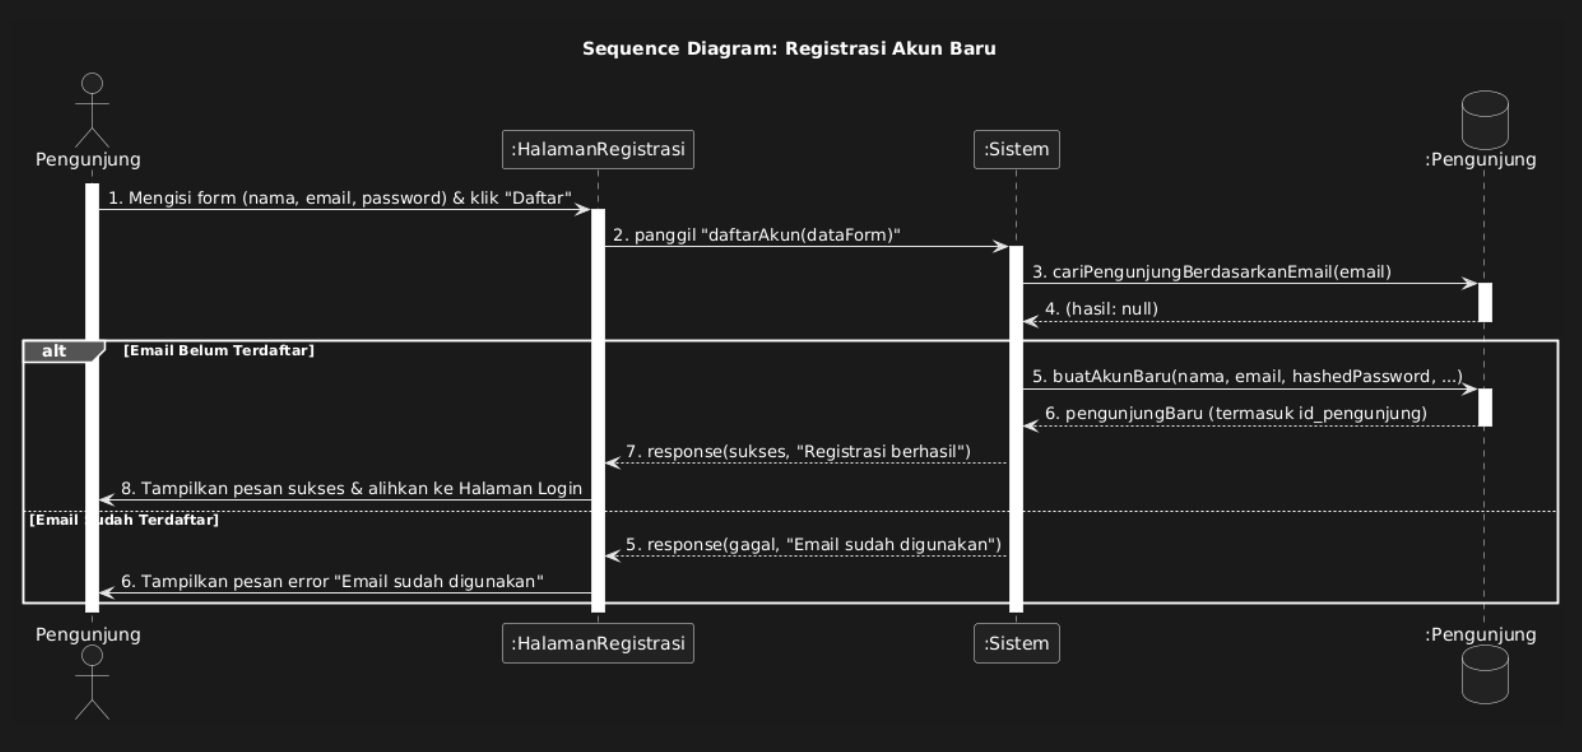 Sequence Diagram: Registrasi Akun Baru
Pengunjung
:HalamanRegistrasi
:Sistem
:Pengunjung
1. Mengisi form (nama, email, password) & klik "Daftar"
2. panggil "daftarAkun(dataForm)"
3. cariPengunjungBerdasarkanEmail(email)
4. (hasil: null)
alt
[Email Belum Terdaftar]
5. buatAkunBaru(nama, email, hashedPassword, ...)
6. pengunjungBaru (termasuk id_pengunjung)
7. response(sukses, "Registrasi berhasil")
8. Tampilkan pesan sukses & alihkan ke Halaman Login
[Email Sudah Terdaftar]
5. response(gagal, "Email sudah digunakan")
6. Tampilkan pesan error "Email sudah digunakan"
Pengunjung
:HalamanRegistrasi
:Sistem
:Pengunjung